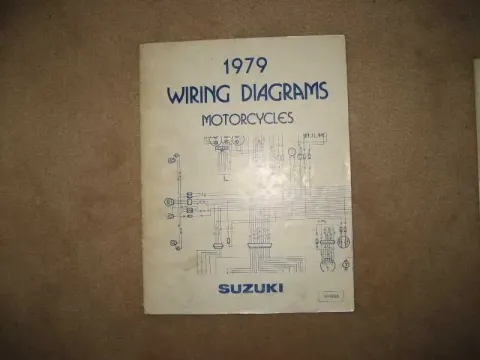 1979
WIRING DIAGRAMS
MOTORCYCLES
SUZUKI